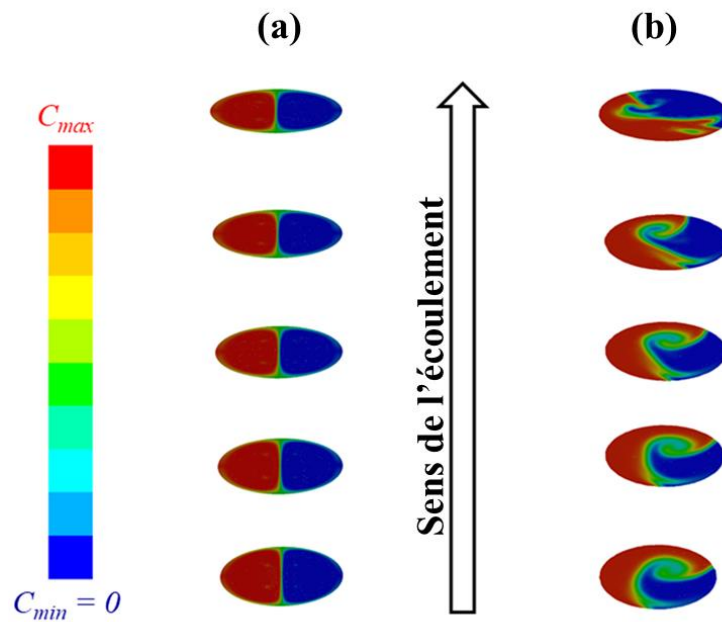 (a)
(b)
Cmax
Sens de l'écoulement
Cmin = 0